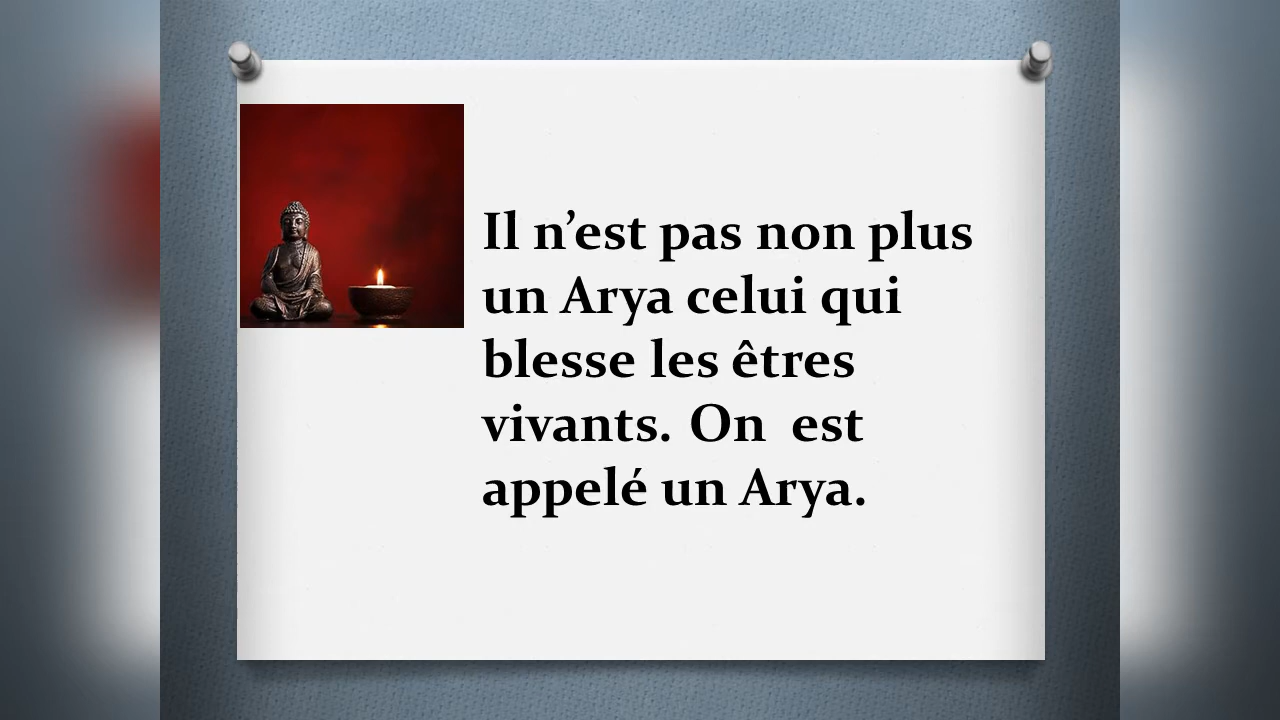 Il n’est pas non plus
un Arya celui qui
blesse les êtres
vivants. On  est
appelé un Arya.